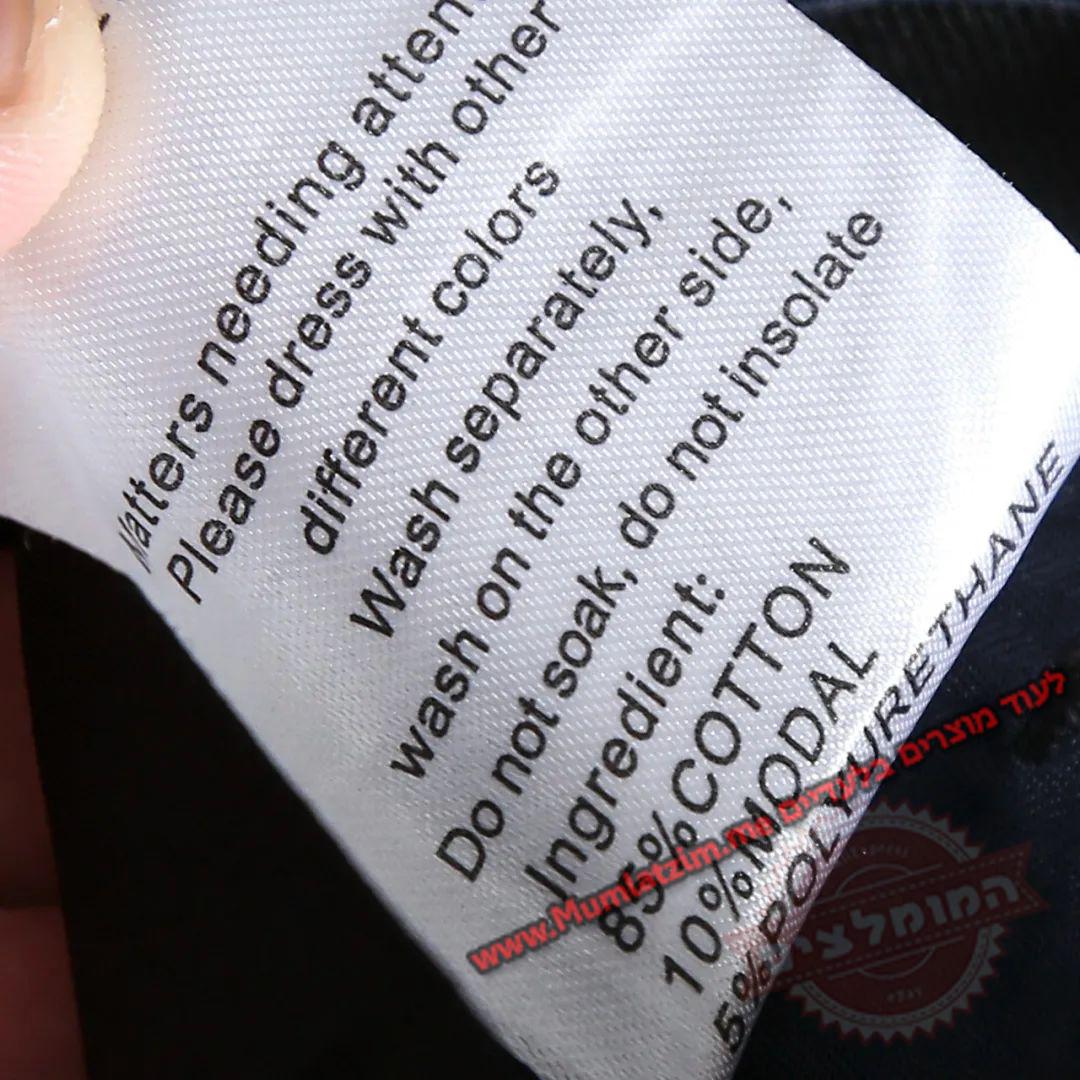 Matters needing atten
Please dress with other
different colors
Wash separately,
wash on the other side,
Do not soak, do not insolate
Ingredient:
85%COTTON
10%MODAL
5%POLYURETHANE
www.Mumlatzim.me לעוד מוצרים בלעדיים